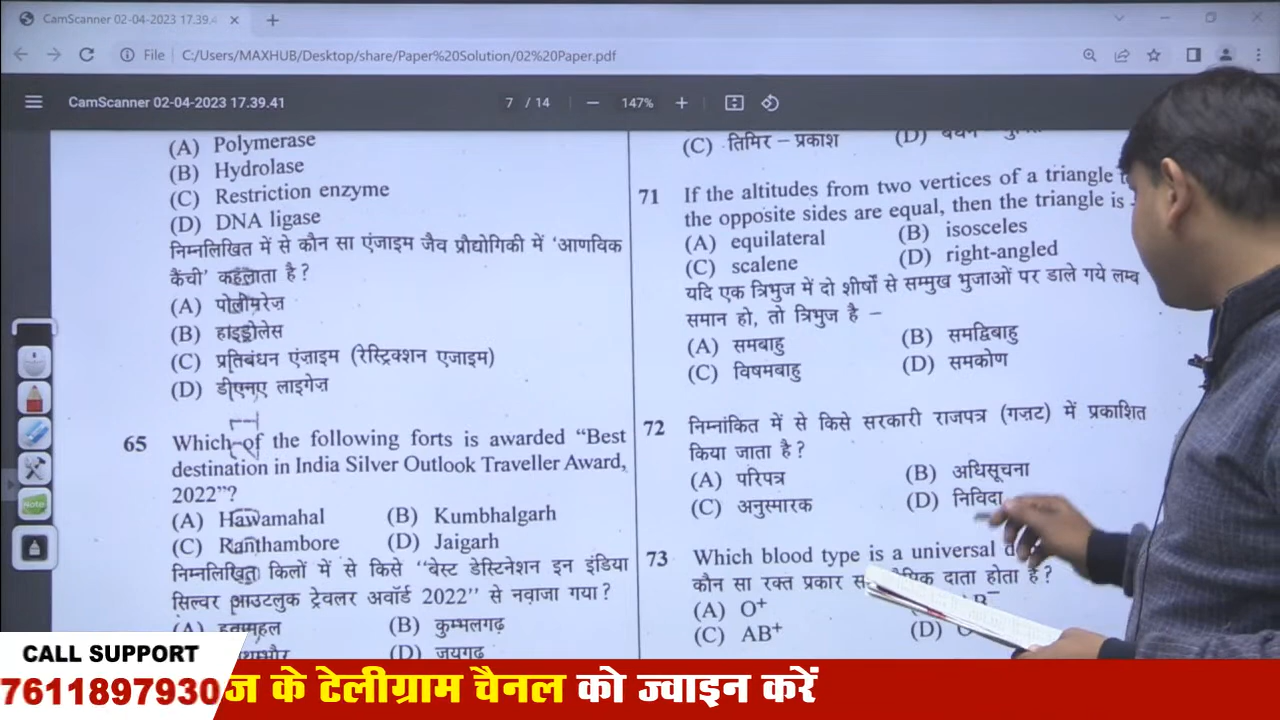 CamScanner 02-04-2023 17.39.4
File C:/Users/MAXHUB/Desktop/share/Paper%20Solution/02%20Paper.pdf
CamScanner 02-04-2023 17.39.41
7 / 14
147%
(A) Polymerase
(B) Hydrolase
(C) Restriction enzyme
(D) DNA ligase
निम्नलिखित में से कौन सा एंजाइम जैव प्रौद्योगिकी में ‘आणविक
कैंची’ कहलाता है?
(A) पोलीमरेज़
(B) हाइड्रोलेस
(C) प्रतिबंधन एंज़ाइम (रेस्ट्रिक्शन एजाइम)
(D) डीएनए लाइगेज़
65 Which of the following forts is awarded “Best
destination in India Silver Outlook Traveller Award,
2022”?
(A) Hawamahal (B) Kumbhalgarh
(C) Ranthambore (D) Jaigarh
निम्नलिखित किलों में से किसे “बेस्ट डेस्टिनेशन इन इंडिया
सिल्वर आउटलुक ट्रेवलर अवॉर्ड 2022” से नवाजा गया?
(A) हवामहल (B) कुम्भलगढ़
(D) जयगढ़
(C) तिमिर – प्रकाश (D)
71 If the altitudes from two vertices of a triangle
the opposite sides are equal, then the triangle is -
(A) equilateral (B) isosceles
(C) scalene (D) right-angled
यदि एक त्रिभुज में दो शीर्षों से सम्मुख भुजाओं पर डाले गये लम्ब
समान हो, तो त्रिभुज है –
(A) समबाहु (B) समद्विबाहु
(C) विषमबाहु (D) समकोण
72 निम्नांकित में से किसे सरकारी राजपत्र (गज़ट) में प्रकाशित
किया जाता है?
(A) परिपत्र (B) अधिसूचना
(C) अनुस्मारक (D) निविदा
73 Which blood type is a universal
कौन सा रक्त प्रकार दाता होता है?
(A) O+
(C) AB+ (D)
Note
CALL SUPPORT
7611897930
के टेलीग्राम चैनल को ज्वाइन करें